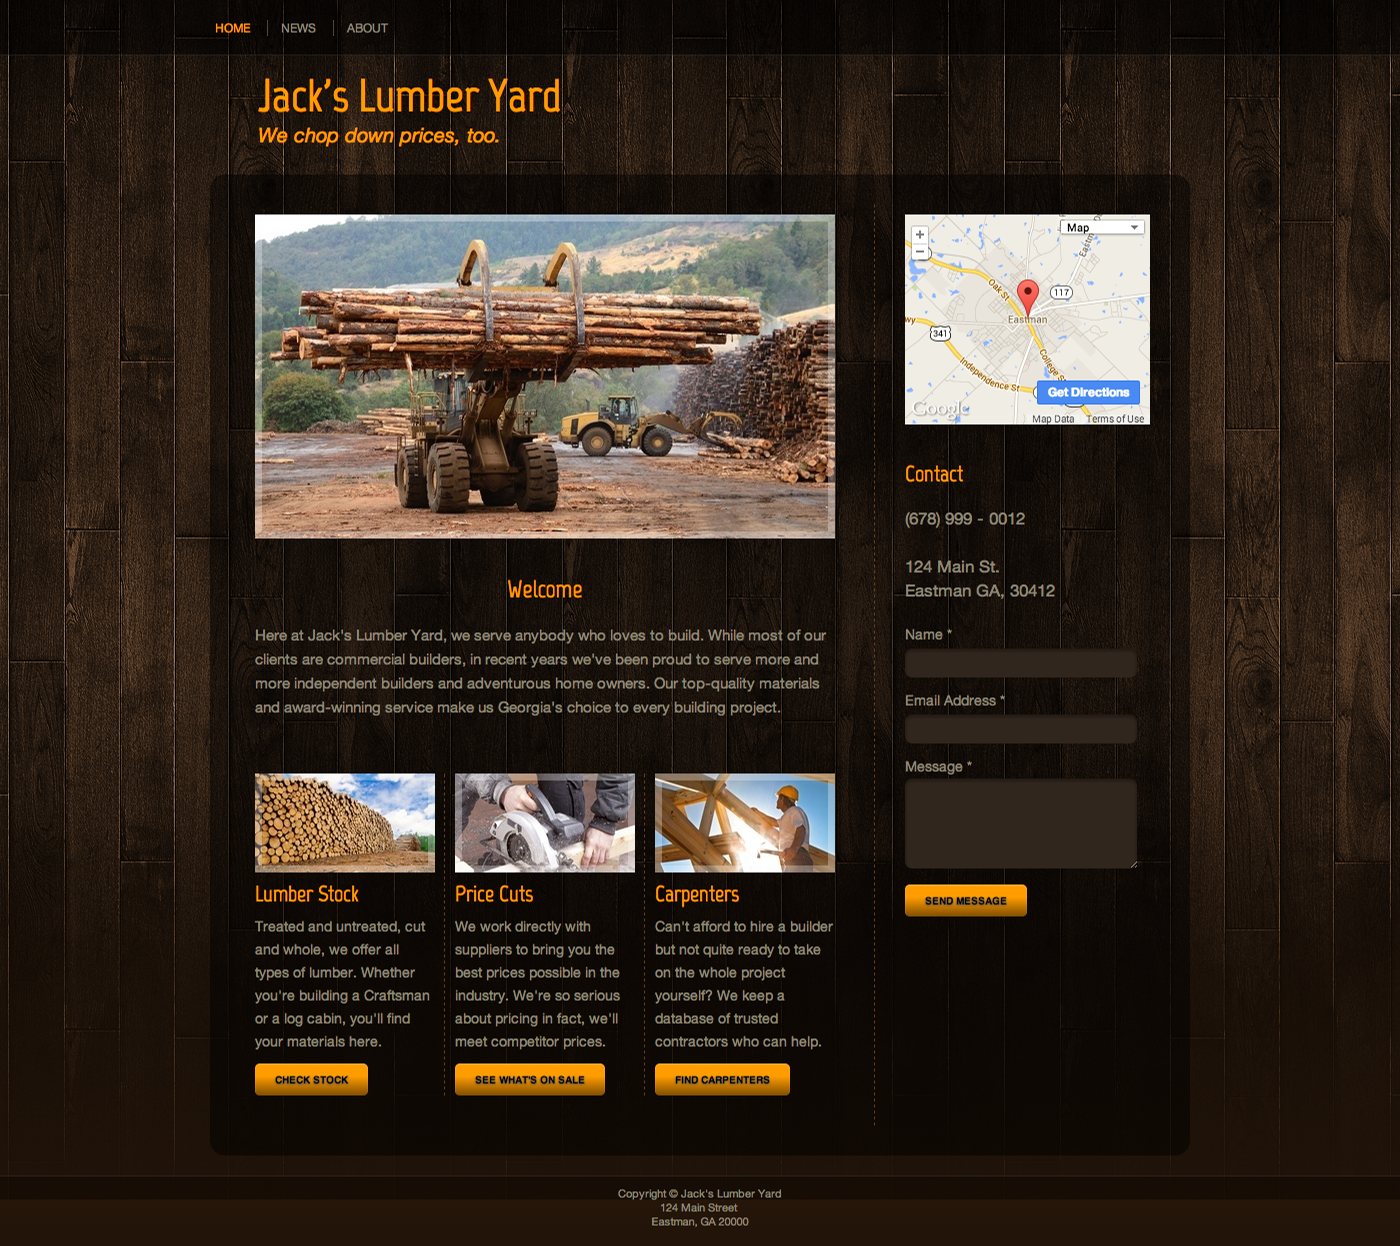 HOME
NEWS
ABOUT
Jack's Lumber Yard
We chop down prices, too.
Map
Eastm
Oak St
117
Eastman
wy
341
College St
Independence St
Get Directions
Google
Map Data
Terms of Use
Contact
(678) 999 - 0012
124 Main St.
Eastman GA, 30412
Name *
Email Address *
Message *
SEND MESSAGE
Welcome
Here at Jack's Lumber Yard, we serve anybody who loves to build. While most of our
clients are commercial builders, in recent years we've been proud to serve more and
more independent builders and adventurous home owners. Our top-quality materials
and award-winning service make us Georgia's choice to every building project.
Lumber Stock
Treated and untreated, cut
and whole, we offer all
types of lumber. Whether
you're building a Craftsman
or a log cabin, you'll find
your materials here.
CHECK STOCK
Price Cuts
We work directly with
suppliers to bring you the
best prices possible in the
industry. We're so serious
about pricing in fact, we'll
meet competitor prices.
SEE WHAT'S ON SALE
Carpenters
Can't afford to hire a builder
but not quite ready to take
on the whole project
yourself? We keep a
database of trusted
contractors who can help.
FIND CARPENTERS
Copyright © Jack's Lumber Yard
124 Main Street
Eastman, GA 20000